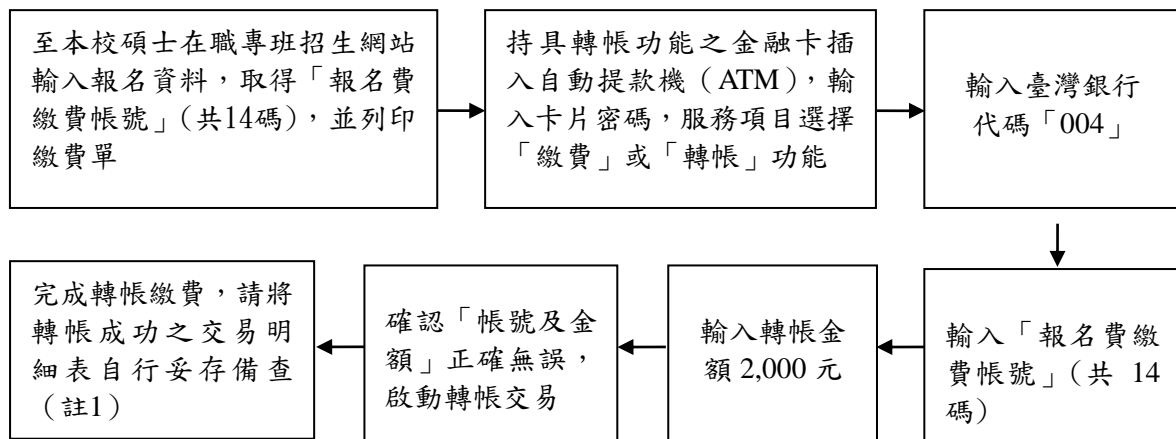 至本校碩士在職專班招生網站
輸入報名資料，取得「報名費
繳費帳號」（共14碼），並列印
繳費單
持具轉帳功能之金融卡插
入自動提款機（ATM），輸
入卡片密碼，服務項目選擇
「繳費」或「轉帳」功能
輸入臺灣銀行
代碼「004」
輸入「報名費繳
費帳號」（共 14
碼）
輸入轉帳金
額 2,000 元
確認「帳號及金
額」正確無誤，
啟動轉帳交易
完成轉帳繳費，請將
轉帳成功之交易明
細表自行妥存備查
（註1）